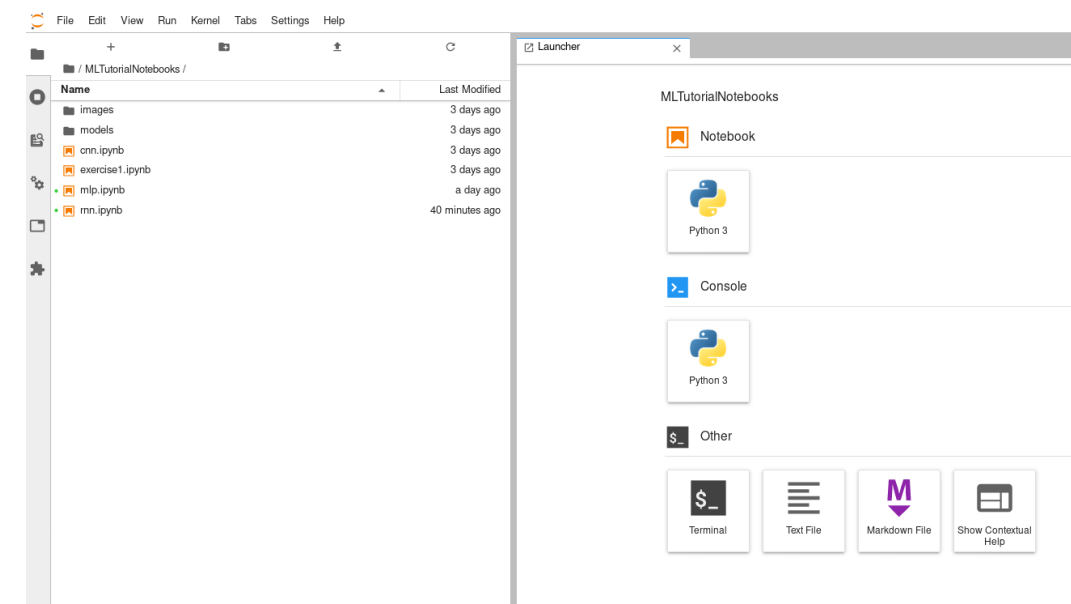 File Edit View Run Kernel Tabs Settings Help
Launcher
/ MLTutorialNotebooks /
Name Last Modified
images 3 days ago
models 3 days ago
cnn.ipynb 3 days ago
exercise1.ipynb 3 days ago
mlp.ipynb a day ago
rnn.ipynb 40 minutes ago
MLTutorialNotebooks
Notebook
Python 3
Console
>_
Python 3
$_ Other
$_
Terminal
Text File
M
Markdown File
Show Contextual
Help